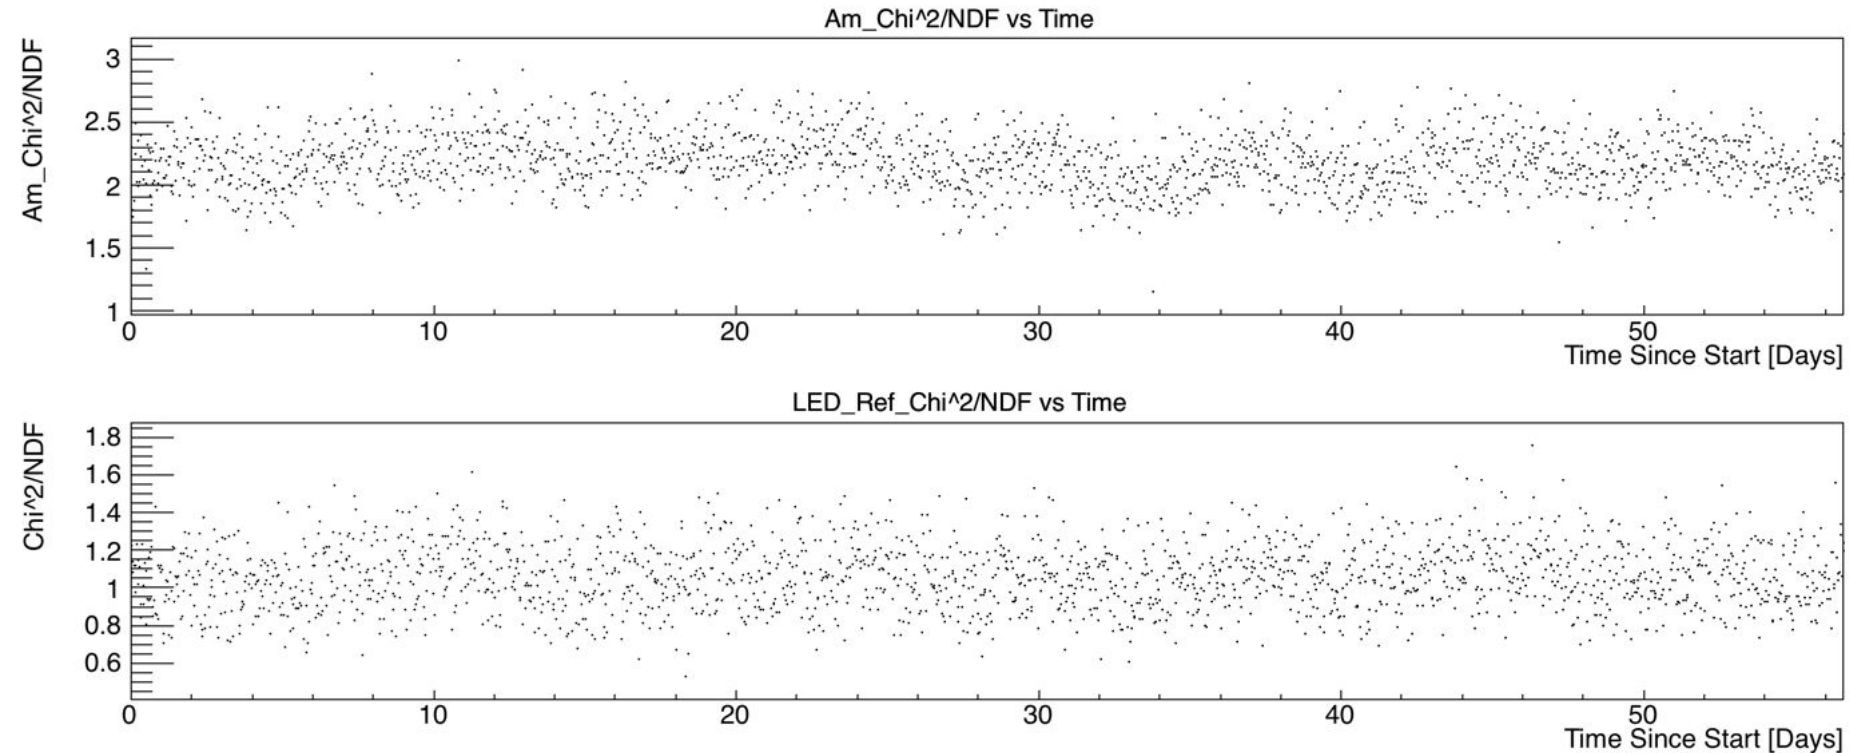 Am_Chi^2/NDF vs Time
Am_Chi^2/NDF
3
2.5
2
1.5
1
0 10 20 30 40 50
Time Since Start [Days]
LED_Ref_Chi^2/NDF vs Time
Chi^2/NDF
1.8
1.6
1.4
1.2
1
0.8
0.6
0 10 20 30 40 50
Time Since Start [Days]